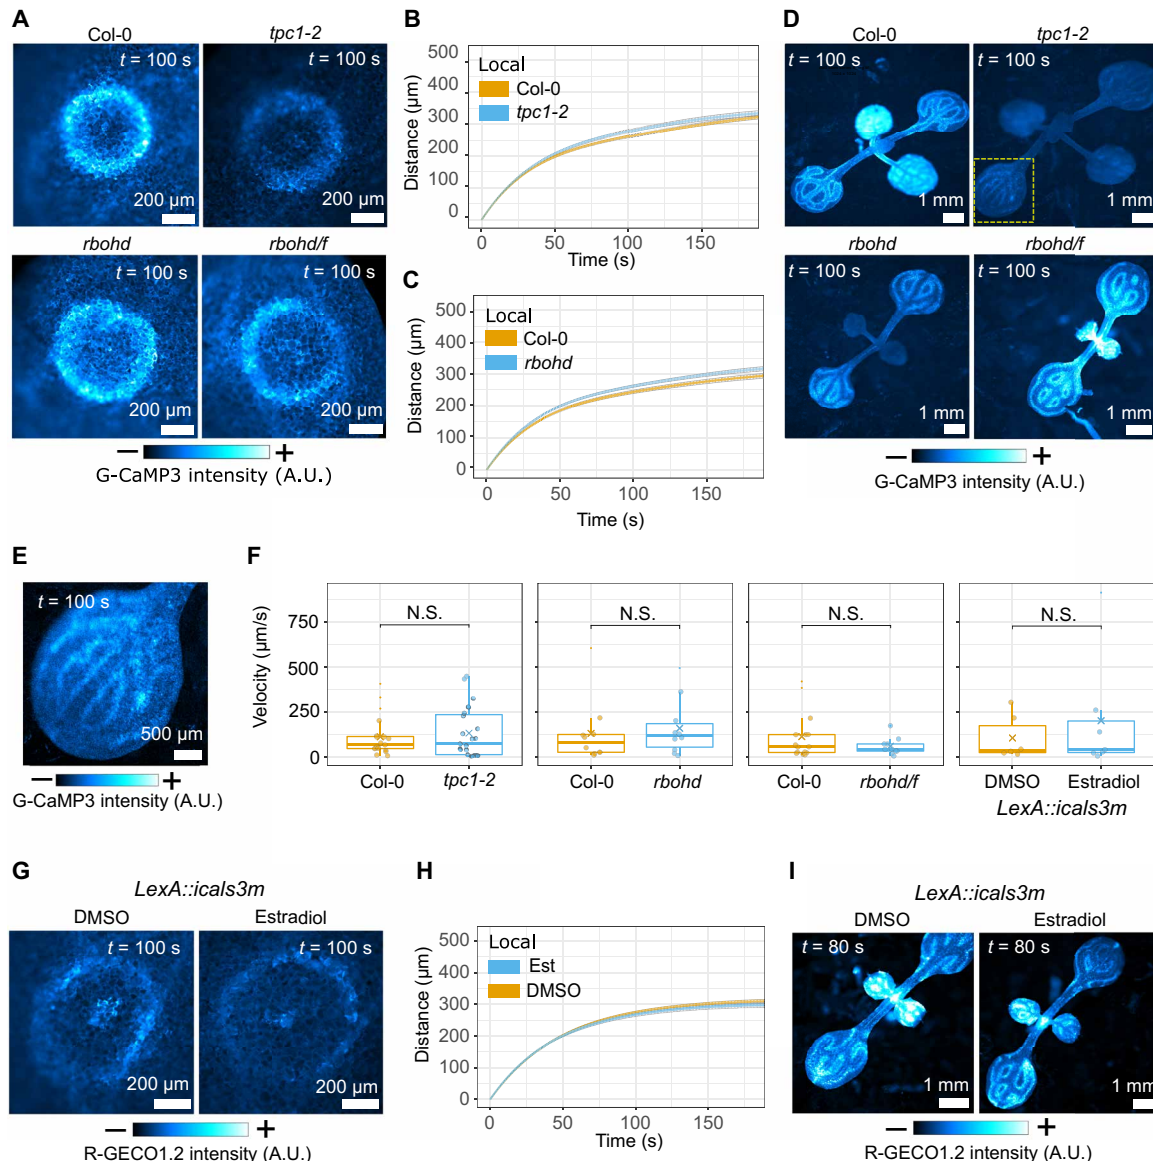 A
Col-0
tpc1-2
t = 100 s
t = 100 s
200 µm
200 µm
rbohd
rbohd/f
t = 100 s
t = 100 s
200 µm
200 µm
− +
G-CaMP3 intensity (A.U.)
B
Distance (µm)
500
400
300
200
100
0
Local
Col-0
tpc1-2
0 50 100 150
Time (s)
C
Distance (µm)
500
400
300
200
100
0
Local
Col-0
rbohd
0 50 100 150
Time (s)
D
Col-0
tpc1-2
t = 100 s
t = 100 s
1 mm
1 mm
rbohd
rbohd/f
t = 100 s
t = 100 s
1 mm
1 mm
− +
G-CaMP3 intensity (A.U.)
E
t = 100 s
500 µm
− +
G-CaMP3 intensity (A.U.)
F
Velocity (µm/s)
750
500
250
0
N.S.
N.S.
N.S.
N.S.
Col-0 tpc1-2
Col-0 rbohd
Col-0 rbohd/f
DMSO Estradiol
LexA::icals3m
G
LexA::icals3m
DMSO
Estradiol
t = 100 s
t = 100 s
200 µm
200 µm
− +
R-GECO1.2 intensity (A.U.)
H
Distance (µm)
500
400
300
200
100
0
Local
Est
DMSO
0 50 100 150
Time (s)
I
LexA::icals3m
DMSO
Estradiol
t = 80 s
t = 80 s
1 mm
1 mm
− +
R-GECO1.2 intensity (A.U.)